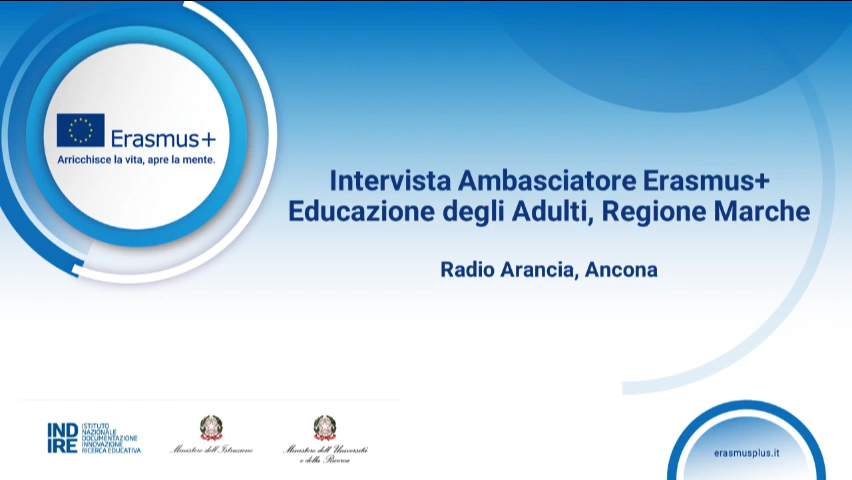 Erasmus+
Arricchisce la vita, apre la mente.
Intervista Ambasciatore Erasmus+
Educazione degli Adulti, Regione Marche
Radio Arancia, Ancona
INDIRE
ISTITUTO
NAZIONALE
DOCUMENTAZIONE
INNOVAZIONE
RICERCA EDUCATIVA
Ministero dell'Istruzione
Ministero dell'Università
e della Ricerca
erasmusplus.it